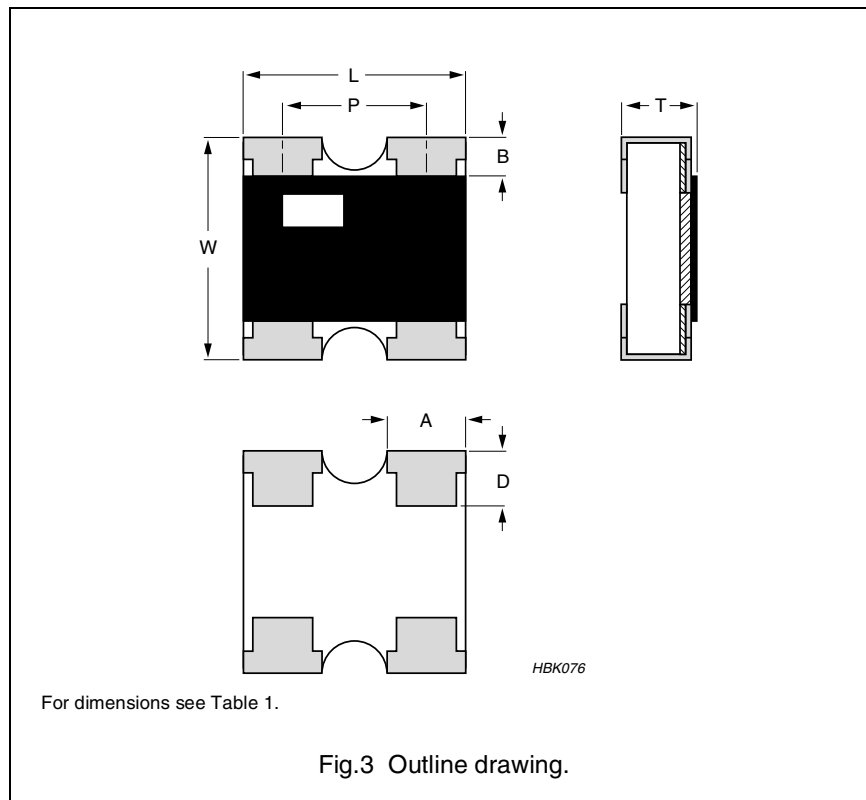 L
P
T
B
W
A
D
HBK076
For dimensions see Table 1.
Fig.3 Outline drawing.